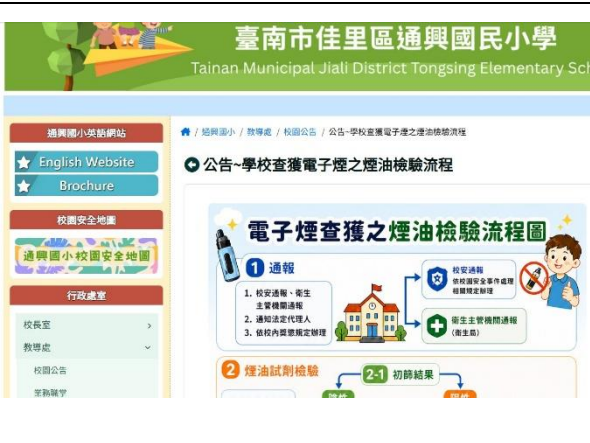 臺南市佳里區通興國民小學
Tainan Municipal Jiali District Tongsing Elementary Sch
通興國小英語網站
English Website
Brochure
校園安全地圖
通興國小校園安全地圖
行政處室
校長室
教導處
校園公告
業務職掌
/ 通興國小 / 教導處 / 校園公告 / 公告~學校查獲電子煙之煙油檢驗流程
公告~學校查獲電子煙之煙油檢驗流程
電子煙查獲之煙油檢驗流程圖
1 通報
1. 校安通報、衛生
主管機關通報
2. 通知法定代理人
3. 依校內獎懲規定辦理
校安通報
依校園安全事件處理
相關規定辦理
衛生主管機關通報
(衛生局)
2 煙油試劑檢驗
2-1 初篩結果
陰性
陽性